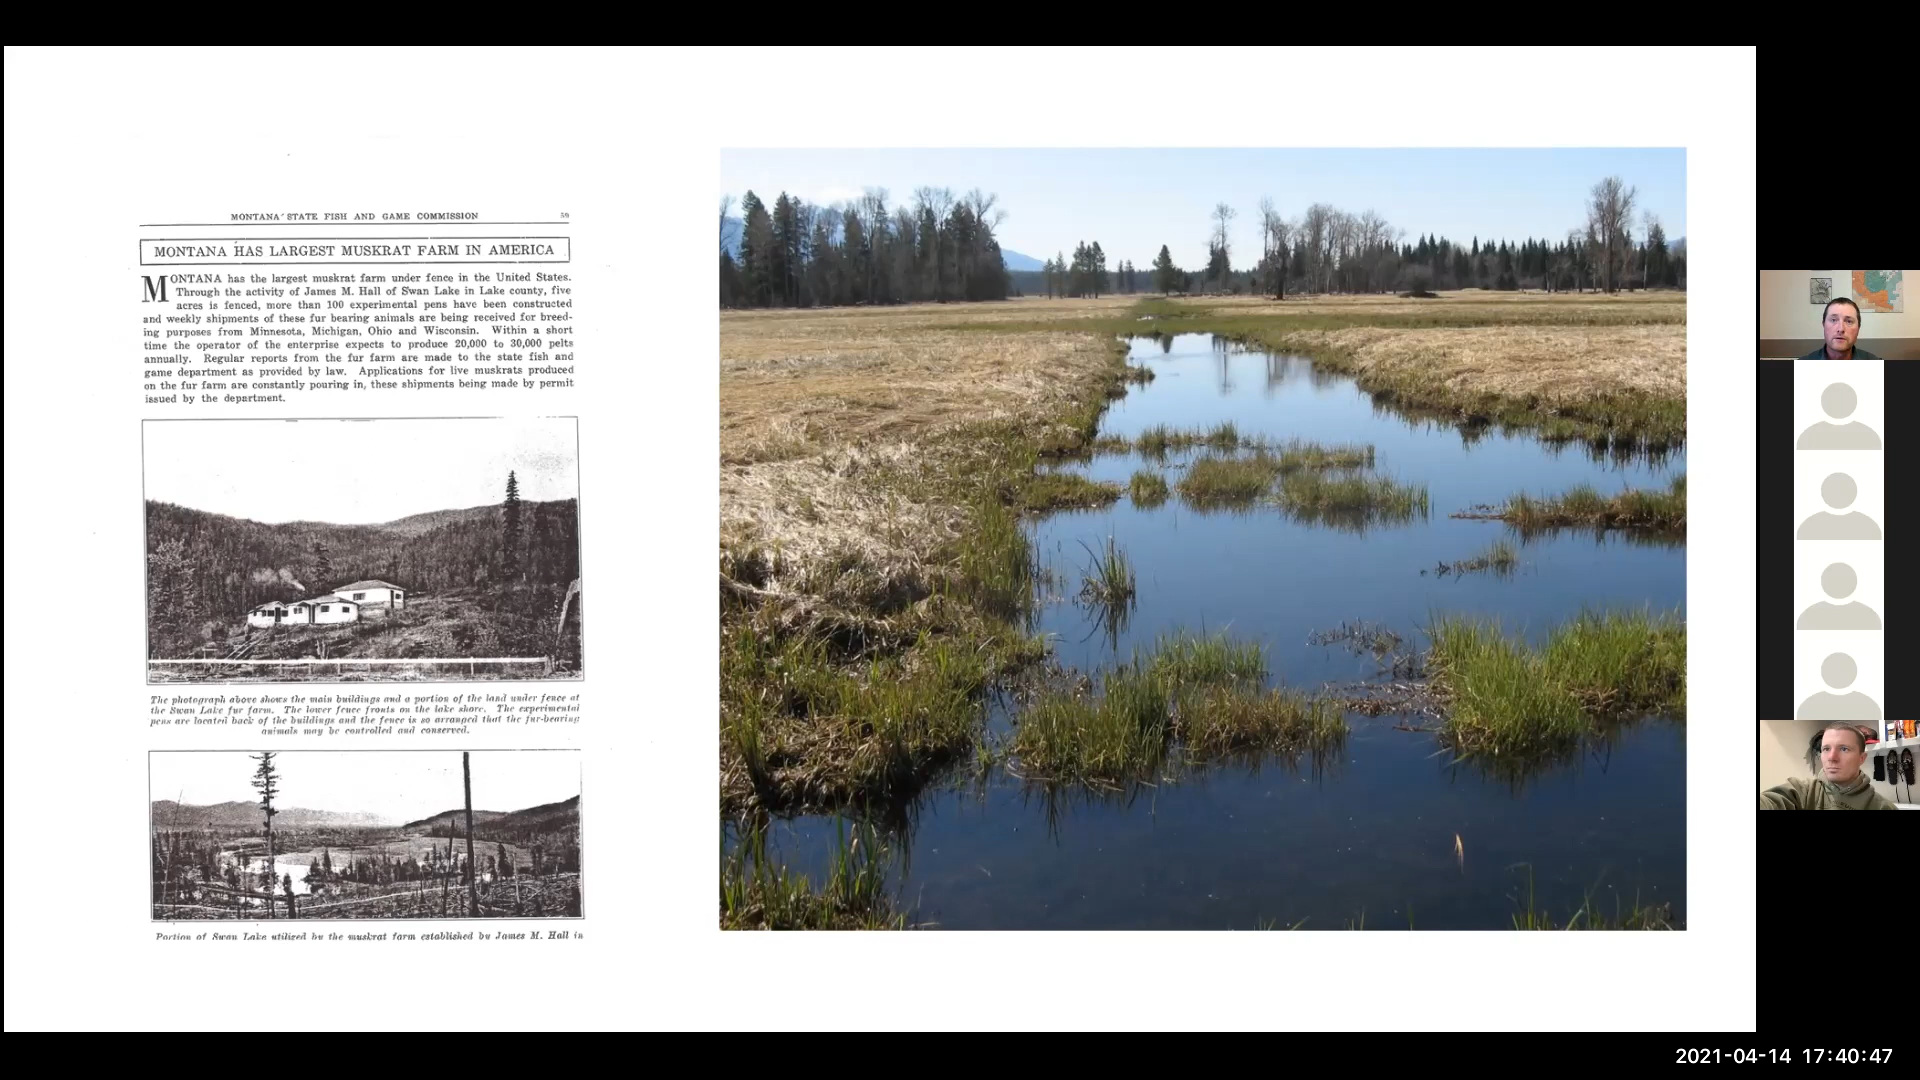 MONTANA STATE FISH AND GAME COMMISSION 59
MONTANA HAS LARGEST MUSKRAT FARM IN AMERICA
MONTANA has the largest muskrat farm under fence in the United States.
Through the activity of James M. Hall of Swan Lake in Lake county, five
acres is fenced, more than 100 experimental pens have been constructed
and weekly shipments of these fur bearing animals are being received for breed-
ing purposes from Minnesota, Michigan, Ohio and Wisconsin. Within a short
time the operator of the enterprise expects to produce 20,000 to 30,000 pelts
annually. Regular reports from the fur farm are made to the state fish and
game department as provided by law. Applications for live muskrats produced
on the fur farm are constantly pouring in, these shipments being made by permit
issued by the department.
The photograph above shows the main buildings and a portion of the land under fence at
the Swan Lake fur farm. The lower fence fronts on the lake shore. The experimental
pens are located back of the buildings and the fence is so arranged that the fur-bearing
animals may be controlled and conserved.
Portion of Swan Lake utilized by the muskrat farm established by James M. Hall in
2021-04-14 17:40:47